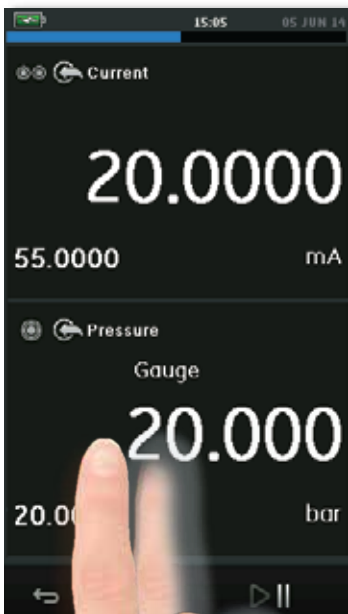 15:05 05 JUN 14
Current
20.0000
55.0000 mA
Pressure
Gauge
20.000
bar